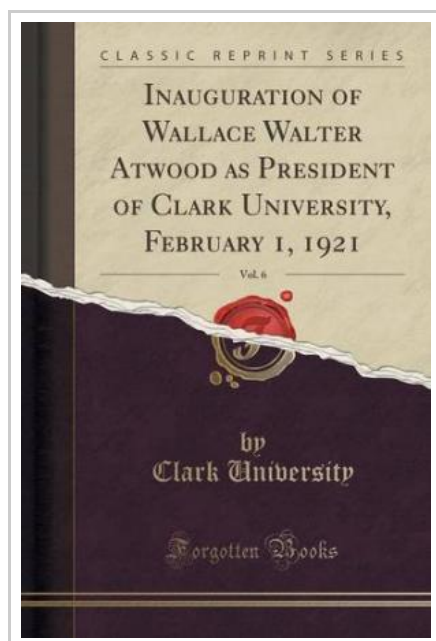 CLASSIC REPRINT SERIES
INAUGURATION OF
WALLACE WALTER
ATWOOD AS PRESIDENT
OF CLARK UNIVERSITY,
FEBRUARY 1, 1921
Vol. 6
by
Clark University
Forgotten Books